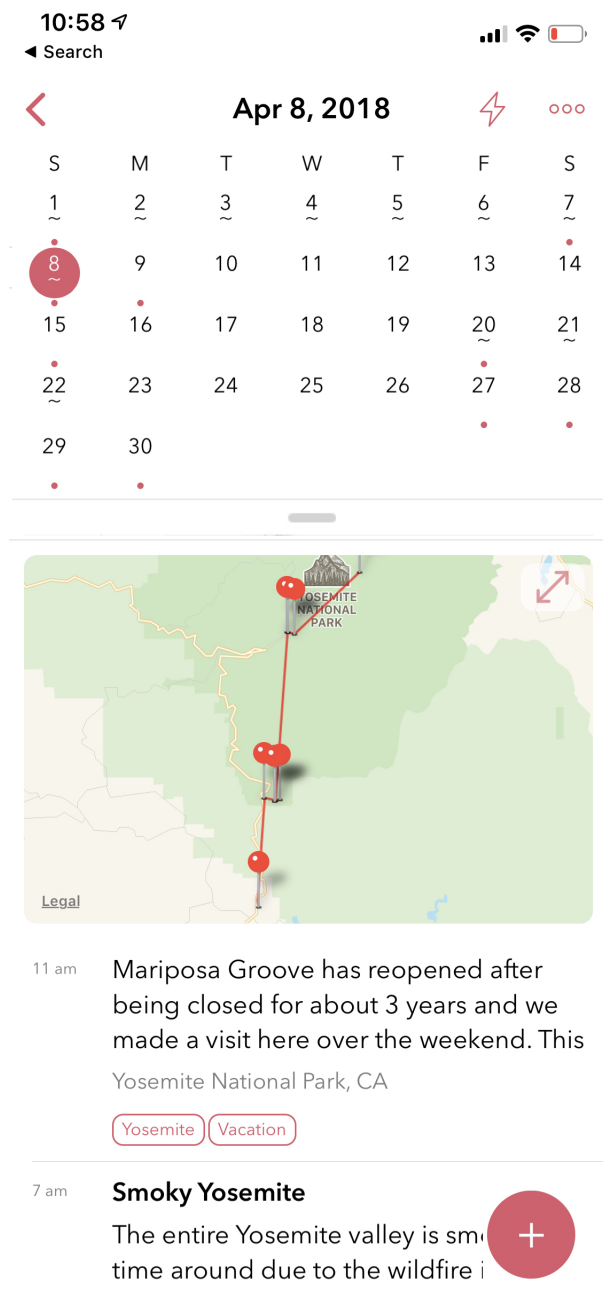 10:58
◀ Search
Apr 8, 2018
S M T W T F S
1 2 3 4 5 6 7
~ ~ ~ ~ ~ ~ ~
8 9 10 11 12 13 14
~
15 16 17 18 19 20 21
~ ~
22 23 24 25 26 27 28
~
29 30
YOSEMITE
NATIONAL
PARK
Legal
11 am
Mariposa Groove has reopened after
being closed for about 3 years and we
made a visit here over the weekend. This
Yosemite National Park, CA
Yosemite Vacation
7 am
Smoky Yosemite
The entire Yosemite valley is
time around due to the wildfire
+